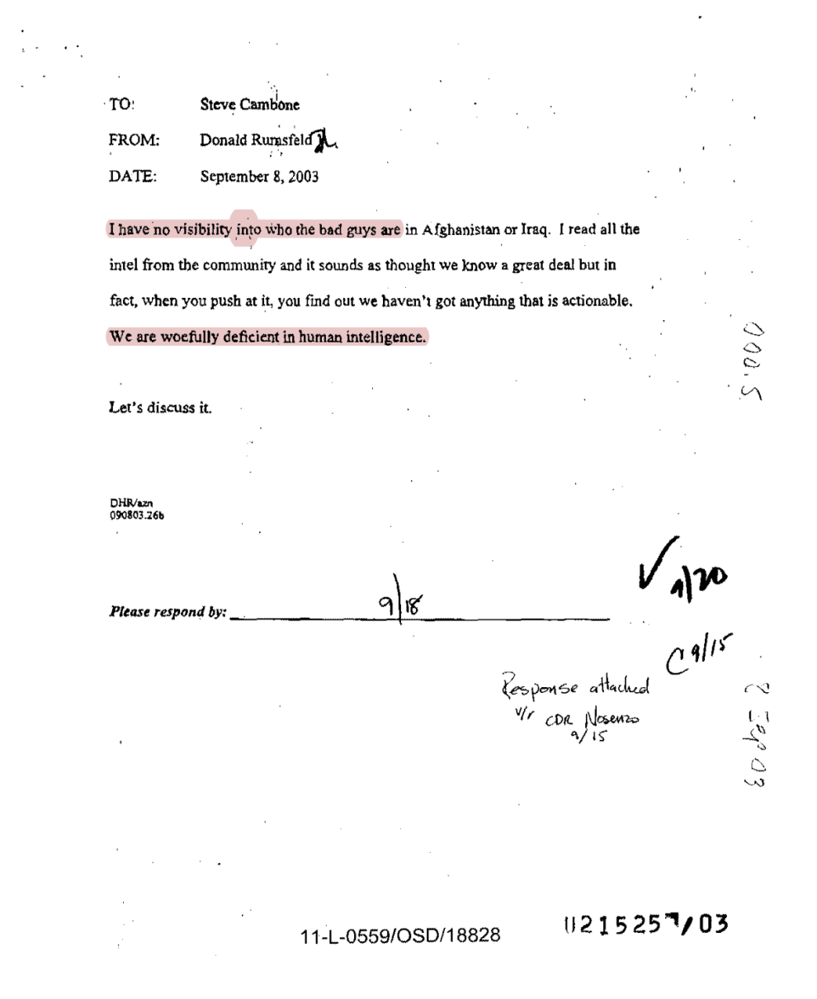 TO: Steve Cambone
FROM: Donald Rumsfeld
DATE: September 8, 2003
I have no visibility into who the bad guys are in Afghanistan or Iraq. I read all the
intel from the community and it sounds as thought we know a great deal but in
fact, when you push at it, you find out we haven't got anything that is actionable.
We are woefully deficient in human intelligence.
000.5
Let's discuss it.
DHR/azn
090803.26b
✓ 9/20
Please respond by: 9/18
C 9/15
Response attached
v/r CDR Nosenzo
9/15
Sep 03
11-L-0559/OSD/18828
/03